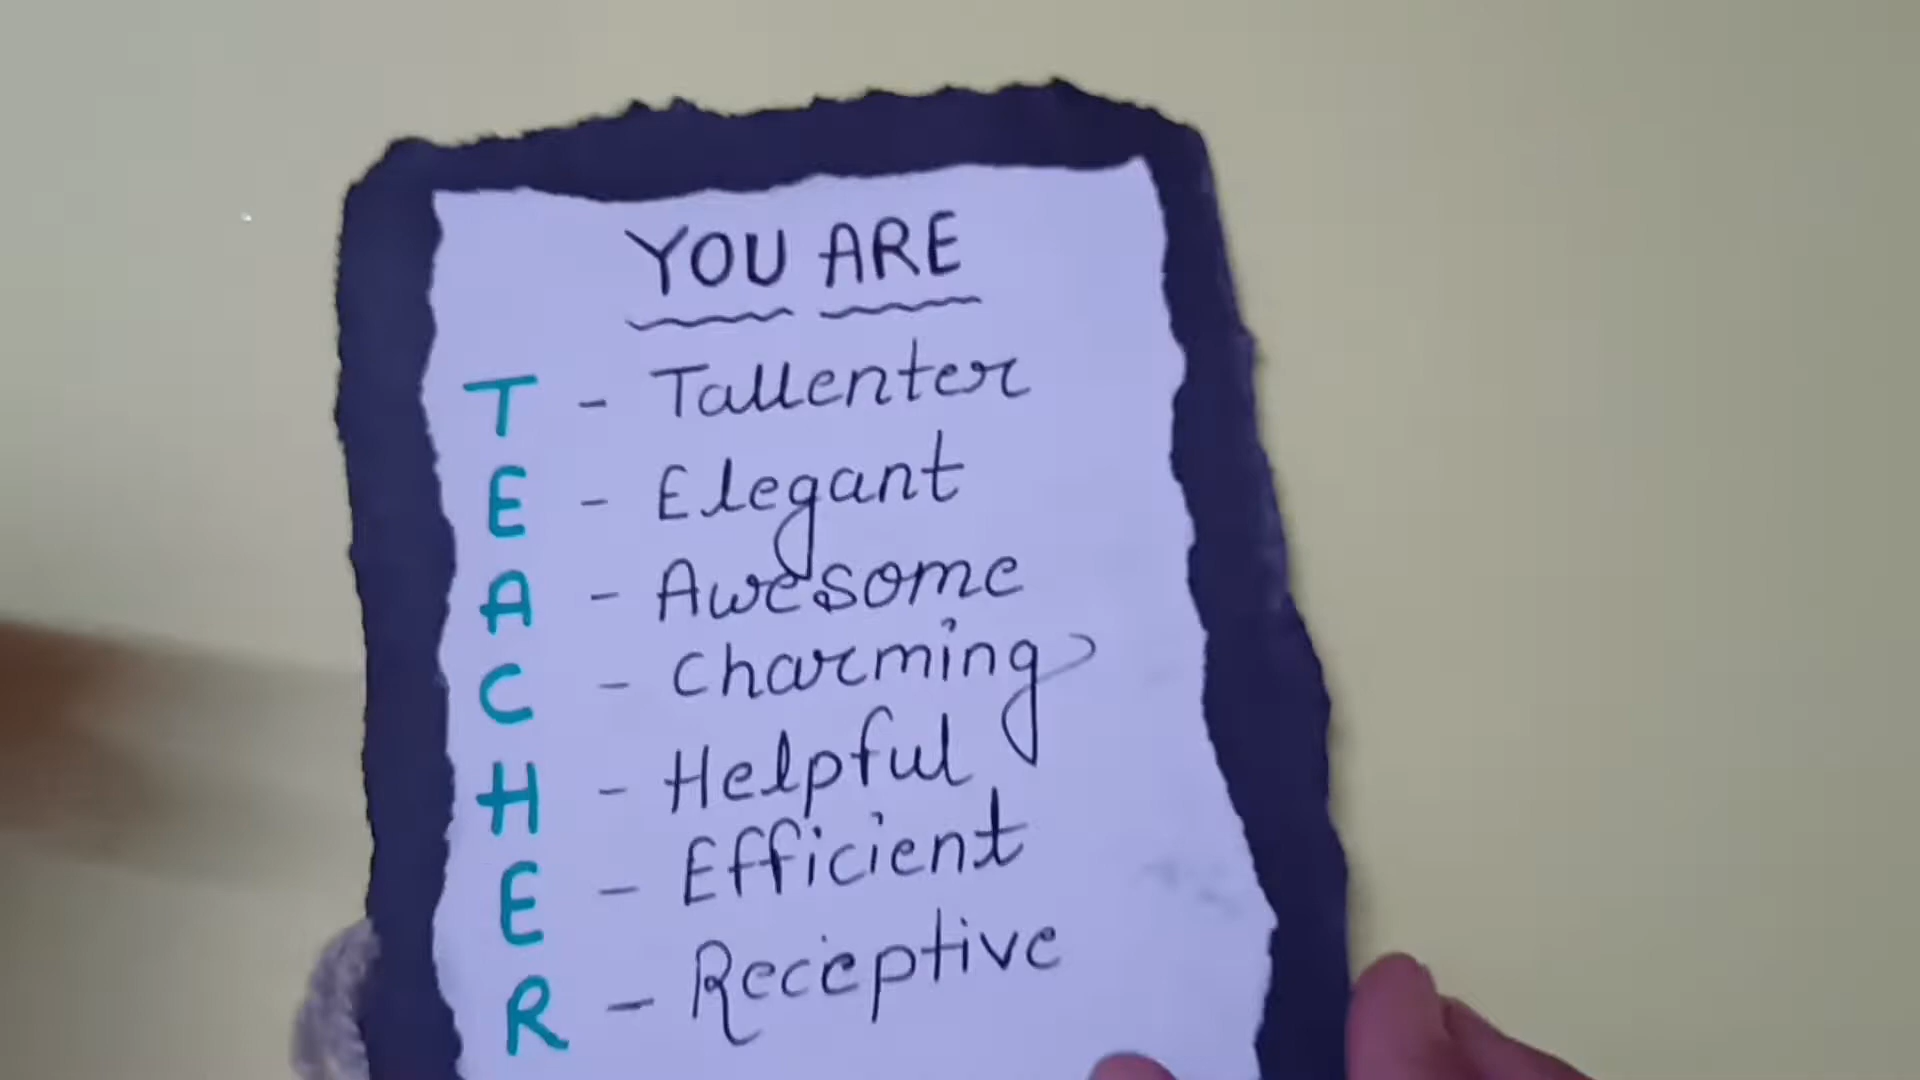 YOU ARE
T - Tallenter
E - Elegant
A - Awesome
C - Charming
H - Helpful
E - Efficient
R - Receptive